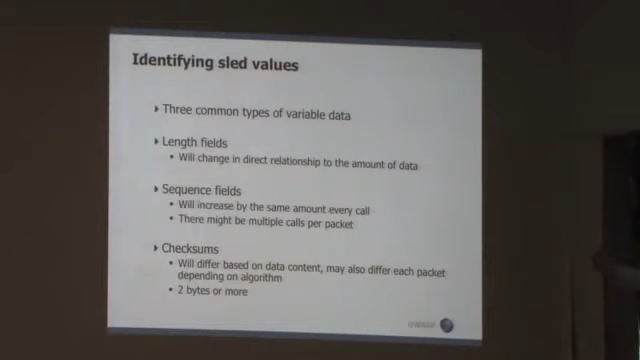 Identifying sled values
Three common types of variable data
Length fields
Will change in direct relationship to the amount of data
Sequence fields
Will increase by the same amount every call
There might be multiple calls per packet
Checksums
Will differ based on data content, may also differ each packet
depending on algorithm
2 bytes or more
OWASP